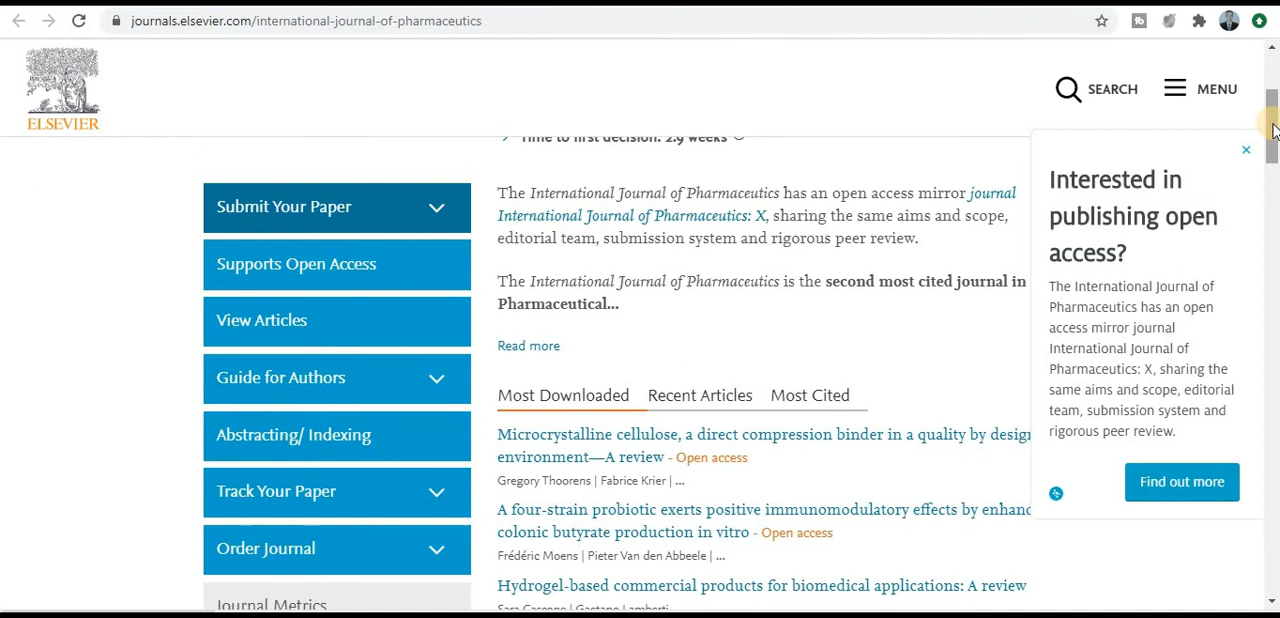 journals.elsevier.com/international-journal-of-pharmaceutics
ELSEVIER
SEARCH
MENU
Time to first decision: 2.9 weeks
Submit Your Paper
Supports Open Access
View Articles
Guide for Authors
Abstracting/ Indexing
Track Your Paper
Order Journal
Journal Metrics
The International Journal of Pharmaceutics has an open access mirror journal
International Journal of Pharmaceutics: X, sharing the same aims and scope,
editorial team, submission system and rigorous peer review.
The International Journal of Pharmaceutics is the second most cited journal in
Pharmaceutical...
Read more
Most Downloaded Recent Articles Most Cited
Microcrystalline cellulose, a direct compression binder in a quality by design
environment—A review - Open access
Gregory Thoorens | Fabrice Krier | ...
A four-strain probiotic exerts positive immunomodulatory effects by enhanc
colonic butyrate production in vitro - Open access
Frédéric Moens | Pieter Van den Abbeele | ...
Hydrogel-based commercial products for biomedical applications: A review
Sara Cascone | Gaetano Lamberti
Interested in
publishing open
access?
The International Journal of
Pharmaceutics has an open
access mirror journal
International Journal of
Pharmaceutics: X, sharing the
same aims and scope, editorial
team, submission system and
rigorous peer review.
Find out more